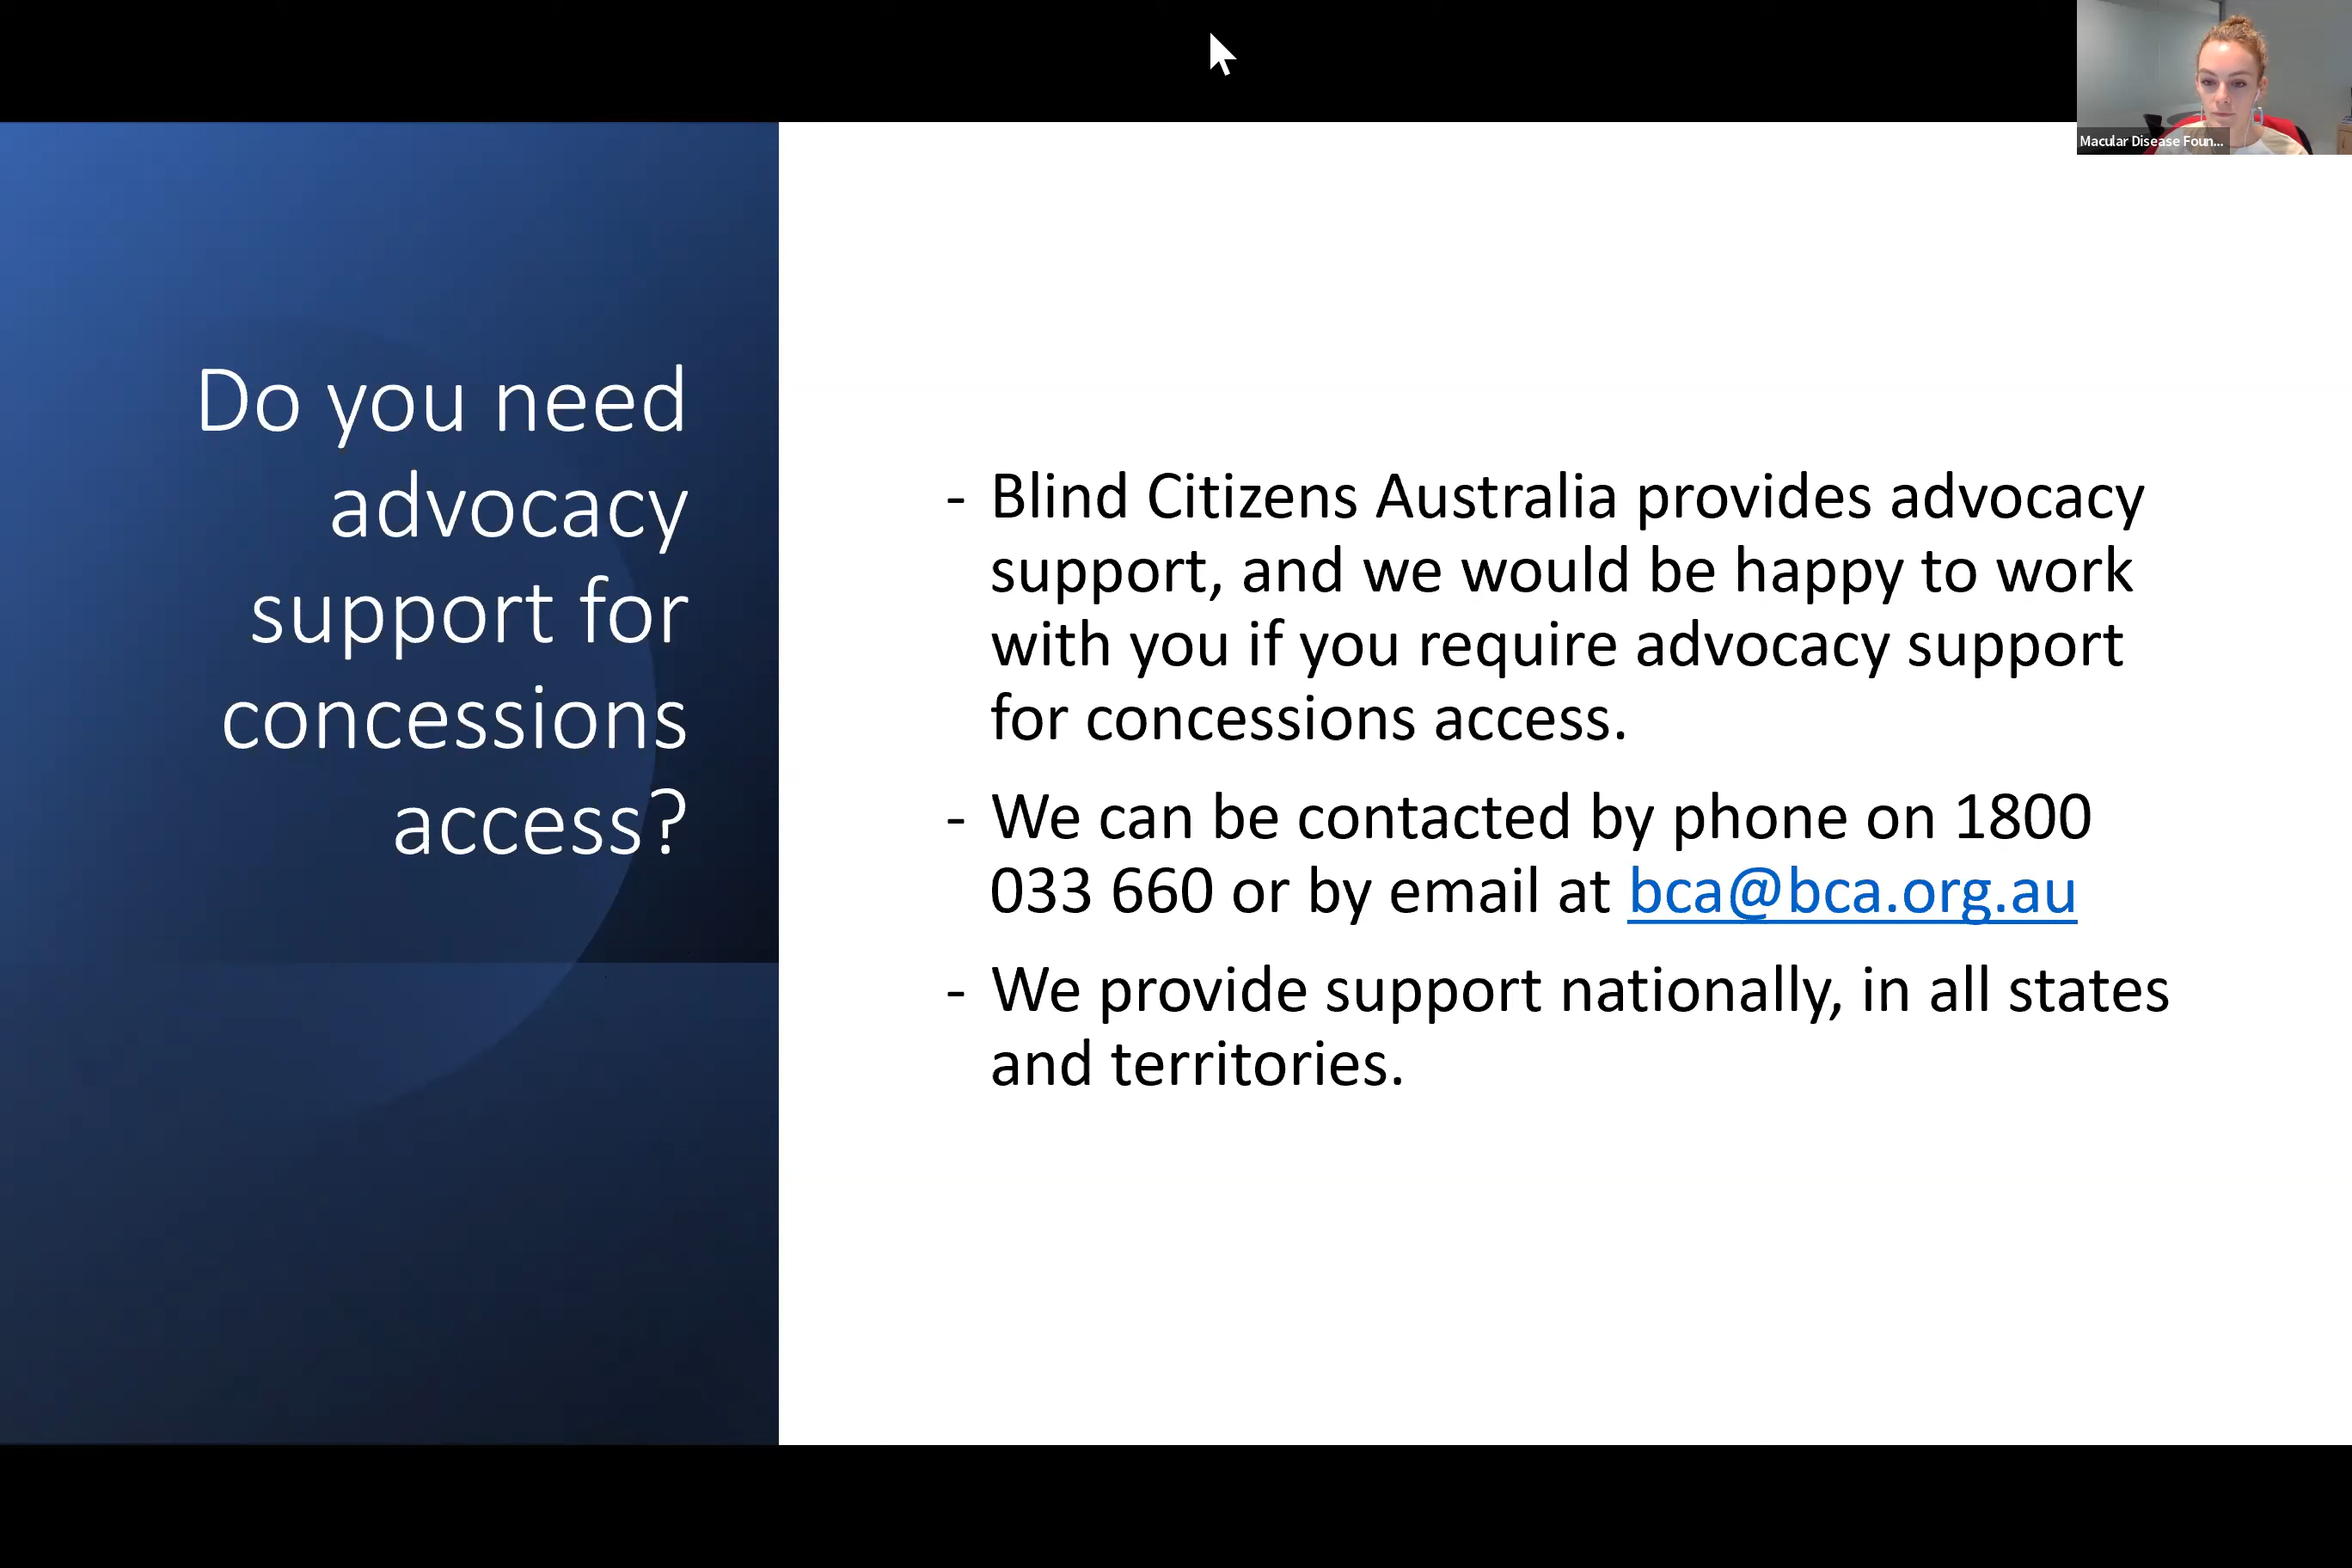 Macular Disease Foun...
Do you need
advocacy
support for
concessions
access?
- Blind Citizens Australia provides advocacy
support, and we would be happy to work
with you if you require advocacy support
for concessions access.
- We can be contacted by phone on 1800
033 660 or by email at bca@bca.org.au
- We provide support nationally, in all states
and territories.